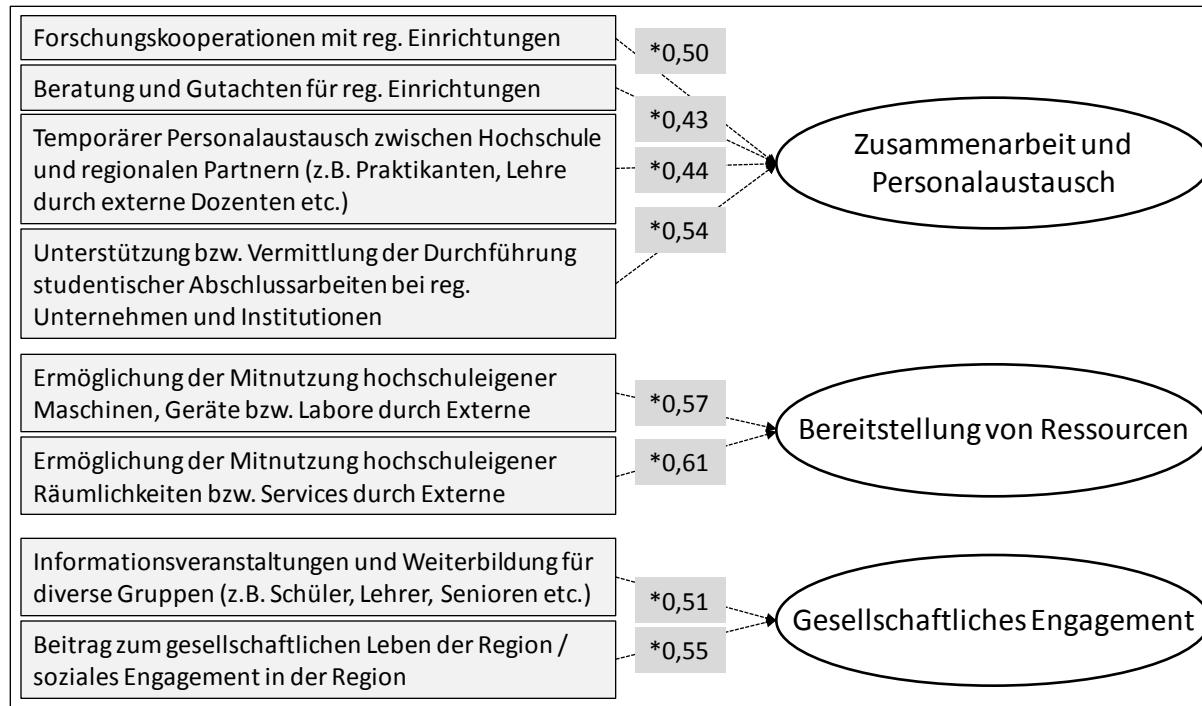 Forschungskooperationen mit reg. Einrichtungen
*0,50
Beratung und Gutachten für reg. Einrichtungen
*0,43
Temporärer Personalaustausch zwischen Hochschule
und regionalen Partnern (z.B. Praktikanten, Lehre
durch externe Dozenten etc.)
*0,44
Unterstützung bzw. Vermittlung der Durchführung
studentischer Abschlussarbeiten bei reg.
Unternehmen und Institutionen
*0,54
Zusammenarbeit und
Personalaustausch
Ermöglichung der Mitnutzung hochschuleigener
Maschinen, Geräte bzw. Labore durch Externe
*0,57
Ermöglichung der Mitnutzung hochschuleigener
Räumlichkeiten bzw. Services durch Externe
*0,61
Bereitstellung von Ressourcen
Informationsveranstaltungen und Weiterbildung für
diverse Gruppen (z.B. Schüler, Lehrer, Senioren etc.)
*0,51
Beitrag zum gesellschaftlichen Leben der Region /
soziales Engagement in der Region
*0,55
Gesellschaftliches Engagement